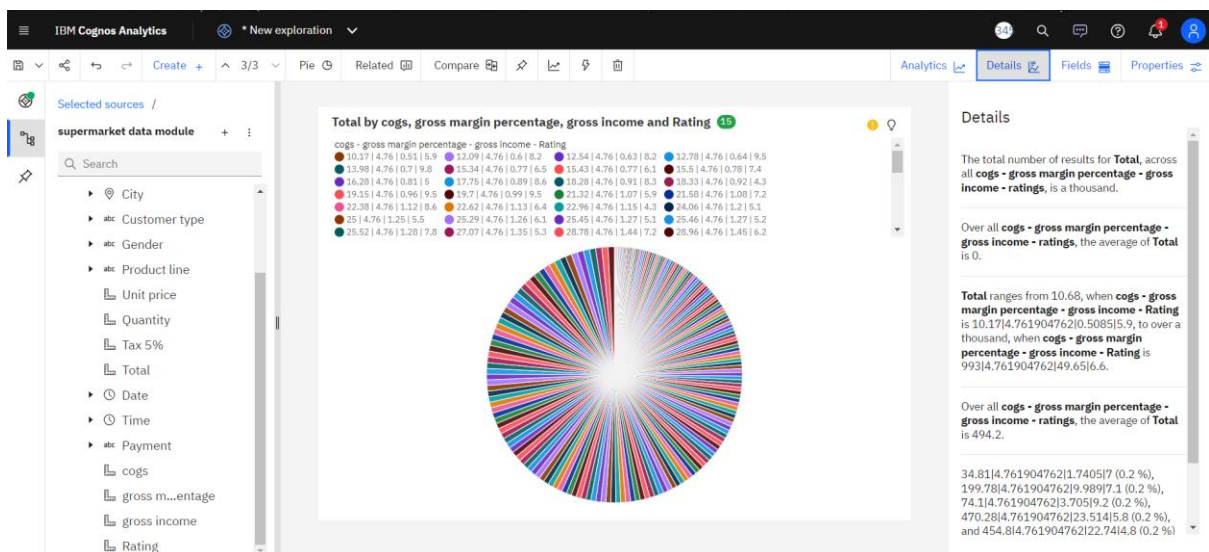 IBM Cognos Analytics
* New exploration
Create +
3/3
Pie
Related
Compare
Analytics
Details
Fields
Properties
Selected sources /
supermarket data module
Search
City
abc Customer type
abc Gender
abc Product line
Unit price
Quantity
Tax 5%
Total
Date
Time
abc Payment
cogs
gross m...entage
gross income
Rating
Total by cogs, gross margin percentage, gross income and Rating 15
cogs - gross margin percentage - gross income - Rating
10.17 | 4.76 | 0.51 | 5.9 12.09 | 4.76 | 0.6 | 8.2 12.54 | 4.76 | 0.63 | 8.2 12.78 | 4.76 | 0.64 | 9.5
13.98 | 4.76 | 0.7 | 9.8 15.34 | 4.76 | 0.77 | 6.5 15.43 | 4.76 | 0.77 | 6.1 15.5 | 4.76 | 0.78 | 7.4
16.28 | 4.76 | 0.81 | 5 17.75 | 4.76 | 0.89 | 8.6 18.28 | 4.76 | 0.91 | 8.3 18.33 | 4.76 | 0.92 | 4.3
19.15 | 4.76 | 0.96 | 9.5 19.7 | 4.76 | 0.99 | 9.5 21.32 | 4.76 | 1.07 | 5.9 21.58 | 4.76 | 1.08 | 7.2
22.38 | 4.76 | 1.12 | 8.6 22.62 | 4.76 | 1.13 | 6.4 22.96 | 4.76 | 1.15 | 4.3 24.06 | 4.76 | 1.2 | 5.1
25 | 4.76 | 1.25 | 5.5 25.29 | 4.76 | 1.26 | 6.1 25.45 | 4.76 | 1.27 | 5.1 25.46 | 4.76 | 1.27 | 5.2
25.52 | 4.76 | 1.28 | 7.8 27.07 | 4.76 | 1.35 | 5.3 28.78 | 4.76 | 1.44 | 7.2 28.96 | 4.76 | 1.45 | 6.2
Details
The total number of results for Total, across
all cogs - gross margin percentage - gross
income - ratings, is a thousand.
Over all cogs - gross margin percentage -
gross income - ratings, the average of Total
is 0.
Total ranges from 10.68, when cogs - gross
margin percentage - gross income - Rating
is 10.17|4.761904762|0.5085|5.9, to over a
thousand, when cogs - gross margin
percentage - gross income - Rating is
993|4.761904762|49.65|6.6.
Over all cogs - gross margin percentage -
gross income - ratings, the average of Total
is 494.2.
34.81|4.761904762|1.7405|7 (0.2 %),
199.78|4.761904762|9.989|7.1 (0.2 %),
74.1|4.761904762|3.705|9.2 (0.2 %),
470.28|4.761904762|23.514|5.8 (0.2 %),
and 454.8|4.761904762|22.74|4.8 (0.2 %)